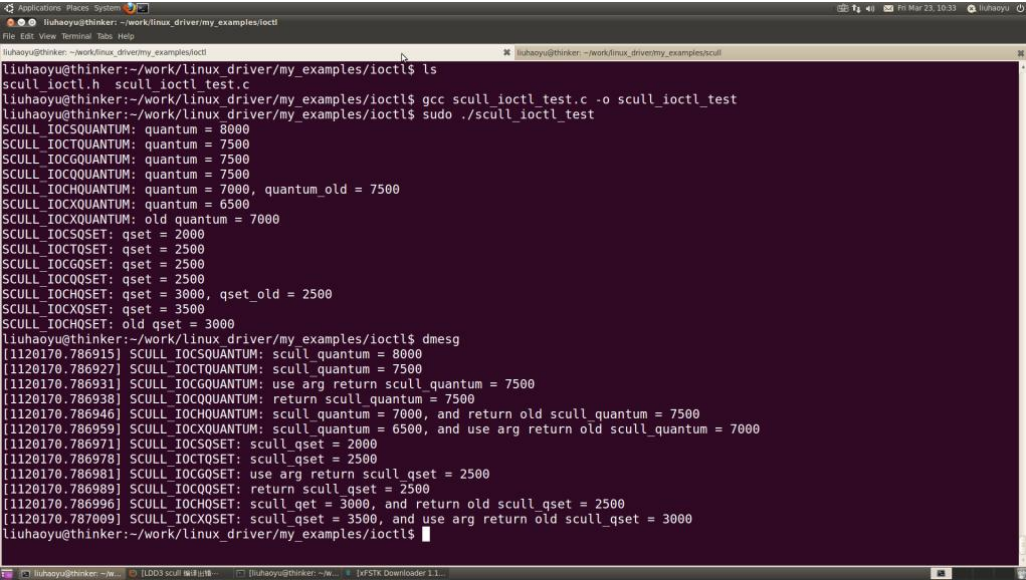 Applications Places System Fri Mar 23, 10:33 liuhaoyu
liuhaoyu@thinker: ~/work/linux_driver/my_examples/ioctl
File Edit View Terminal Tabs Help
liuhaoyu@thinker: ~/work/linux_driver/my_examples/ioctl liuhaoyu@thinker: ~/work/linux_driver/my_examples/scull
liuhaoyu@thinker:~/work/linux_driver/my_examples/ioctl$ ls
scull_ioctl.h scull_ioctl_test.c
liuhaoyu@thinker:~/work/linux_driver/my_examples/ioctl$ gcc scull_ioctl_test.c -o scull_ioctl_test
liuhaoyu@thinker:~/work/linux_driver/my_examples/ioctl$ sudo ./scull_ioctl_test
SCULL_IOCSQUANTUM: quantum = 8000
SCULL_IOCTQUANTUM: quantum = 7500
SCULL_IOCGQUANTUM: quantum = 7500
SCULL_IOCQQUANTUM: quantum = 7500
SCULL_IOCHQUANTUM: quantum = 7000, quantum_old = 7500
SCULL_IOCXQUANTUM: quantum = 6500
SCULL_IOCXQUANTUM: old quantum = 7000
SCULL_IOCSQSET: qset = 2000
SCULL_IOCTQSET: qset = 2500
SCULL_IOCGQSET: qset = 2500
SCULL_IOCQQSET: qset = 2500
SCULL_IOCHQSET: qset = 3000, qset_old = 2500
SCULL_IOCXQSET: qset = 3500
SCULL_IOCHQSET: old qset = 3000
liuhaoyu@thinker:~/work/linux_driver/my_examples/ioctl$ dmesg
[1120170.786915] SCULL_IOCSQUANTUM: scull_quantum = 8000
[1120170.786927] SCULL_IOCTQUANTUM: scull_quantum = 7500
[1120170.786931] SCULL_IOCGQUANTUM: use arg return scull_quantum = 7500
[1120170.786938] SCULL_IOCQQUANTUM: return scull_quantum = 7500
[1120170.786946] SCULL_IOCHQUANTUM: scull_quantum = 7000, and return old scull_quantum = 7500
[1120170.786959] SCULL_IOCXQUANTUM: scull_quantum = 6500, and use arg return old scull_quantum = 7000
[1120170.786971] SCULL_IOCSQSET: scull_qset = 2000
[1120170.786978] SCULL_IOCTQSET: scull_qset = 2500
[1120170.786981] SCULL_IOCGQSET: use arg return scull_qset = 2500
[1120170.786989] SCULL_IOCQQSET: return scull_qset = 2500
[1120170.786996] SCULL_IOCHQSET: scull_qet = 3000, and return old scull_qset = 2500
[1120170.787009] SCULL_IOCXQSET: scull_qset = 3500, and use arg return old scull_qset = 3000
liuhaoyu@thinker:~/work/linux_driver/my_examples/ioctl$
liuhaoyu@thinker: ~/w... [LDD3 scull [liuhaoyu@thinker: ~/w... [xFSTK Downloader 1.1...